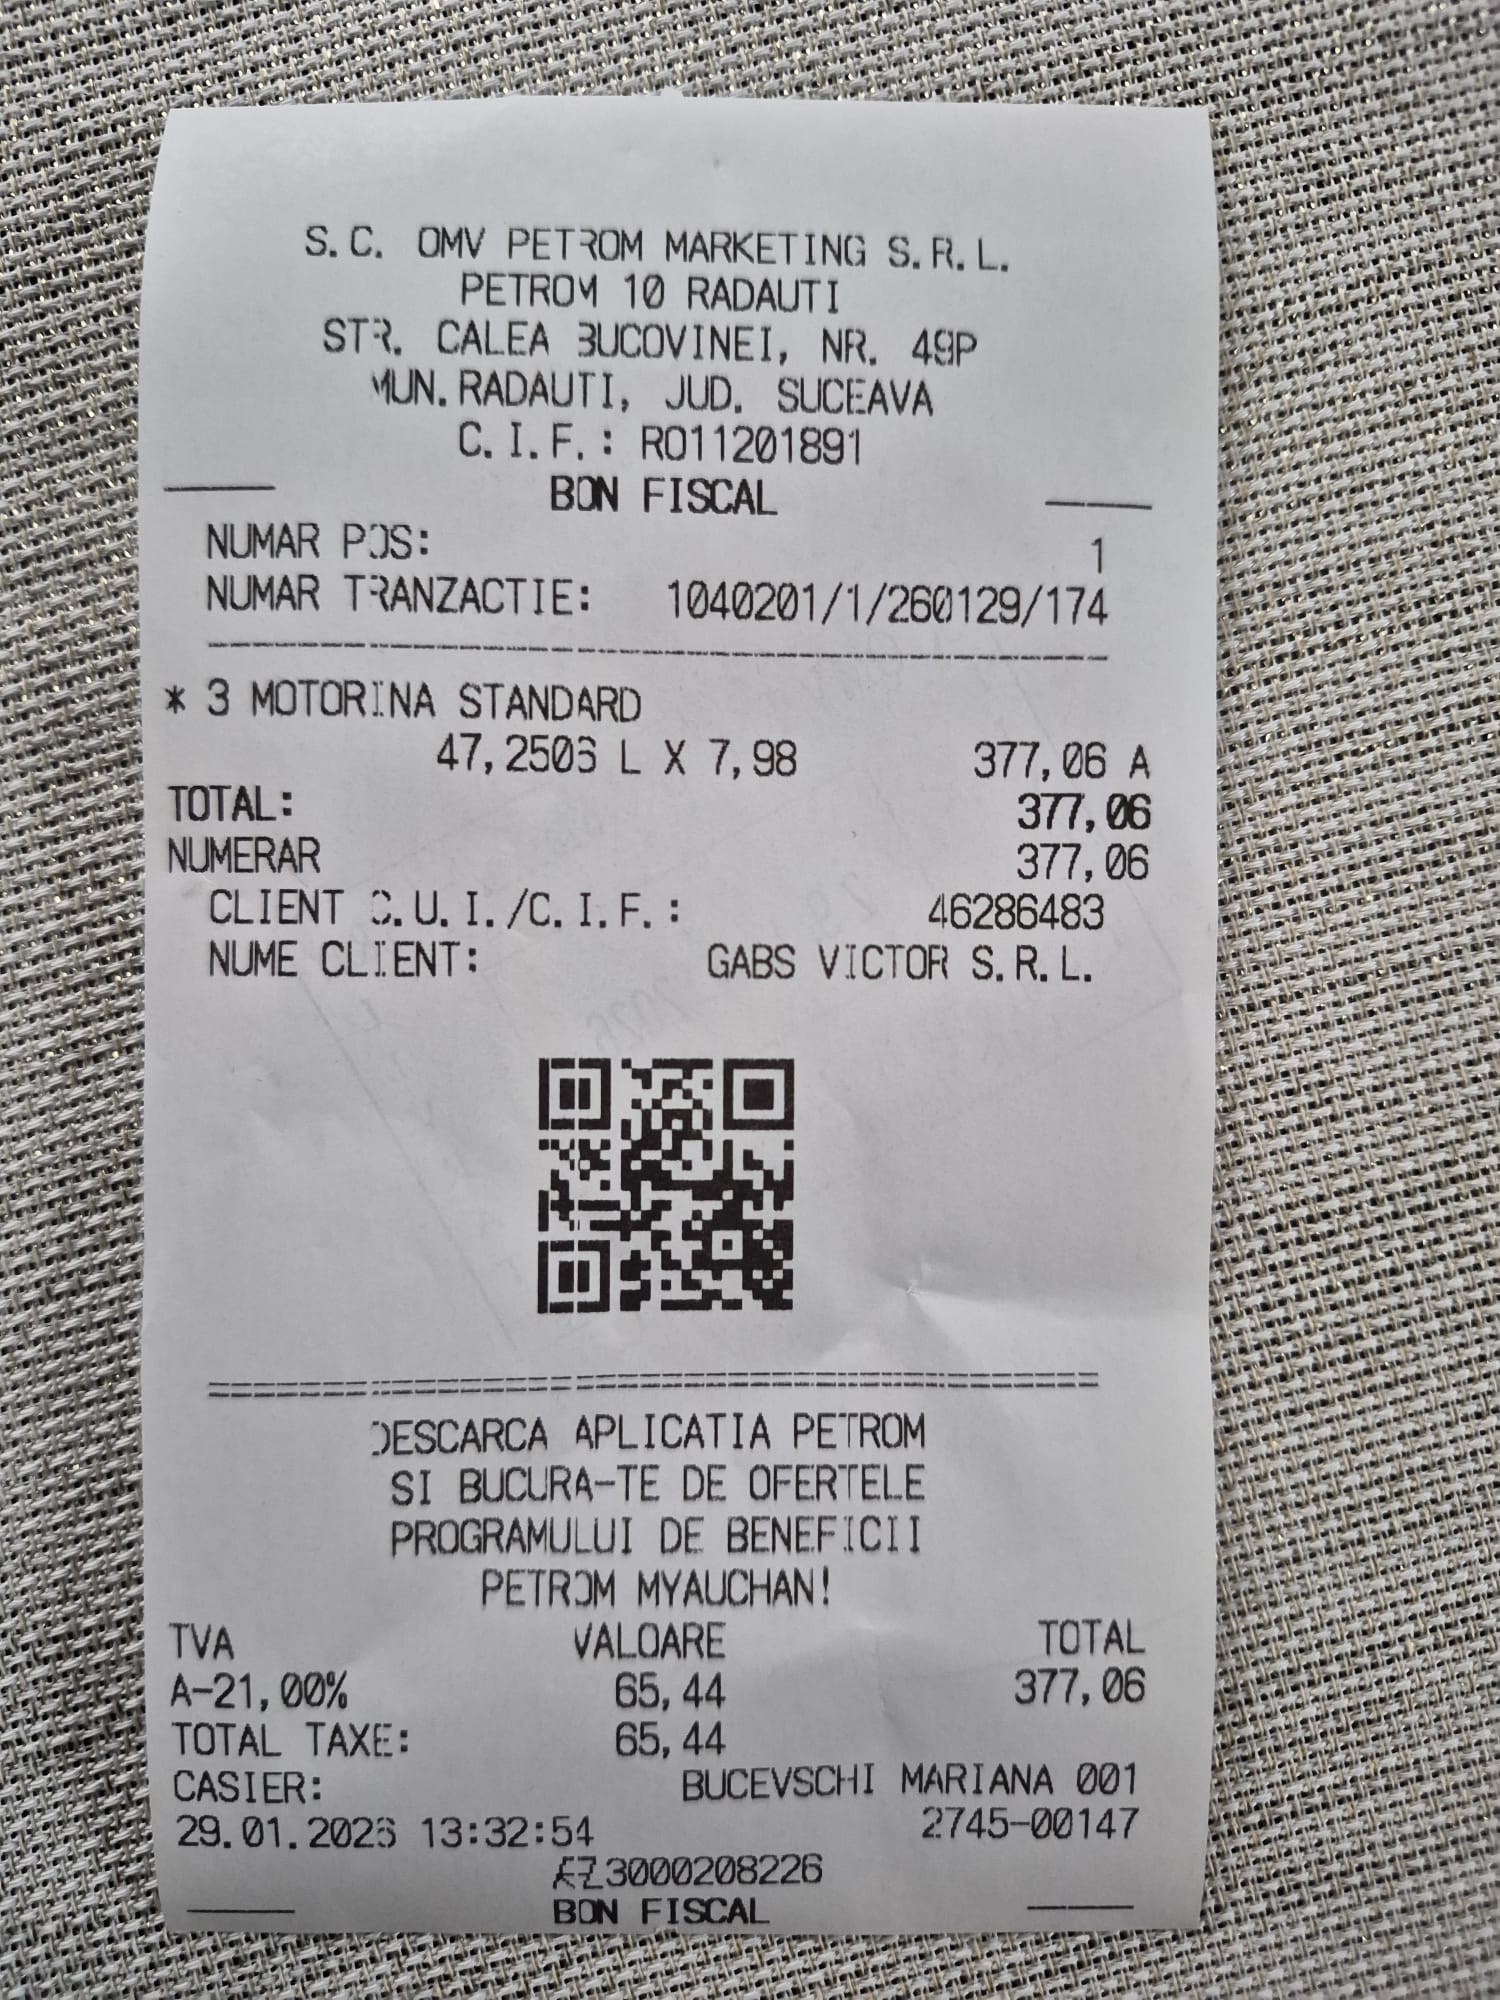 S.C. OMV PETROM MARKETING S.R.L.
PETROM 10 RADAUTI
STR. CALEA BUCOVINEI, NR. 49P
MUN.RADAUTI, JUD. SUCEAVA
C.I.F.: RO11201891
BON FISCAL
NUMAR POS: 1
NUMAR TRANZACTIE: 1040201/1/260129/174
* 3 MOTORINA STANDARD
47,2506 L X 7,98 377,06 A
TOTAL: 377,06
NUMERAR 377,06
CLIENT C.U.I./C.I.F.: 46286483
NUME CLIENT: GABS VICTOR S.R.L.
DESCARCA APLICATIA PETROM
SI BUCURA-TE DE OFERTELE
PROGRAMULUI DE BENEFICII
PETROM MYAUCHAN!
TVA VALOARE TOTAL
A-21,00% 65,44 377,06
TOTAL TAXE: 65,44
CASIER: BUCEVSCHI MARIANA 001
29.01.2026 13:32:54 2745-00147
3000208226
BON FISCAL